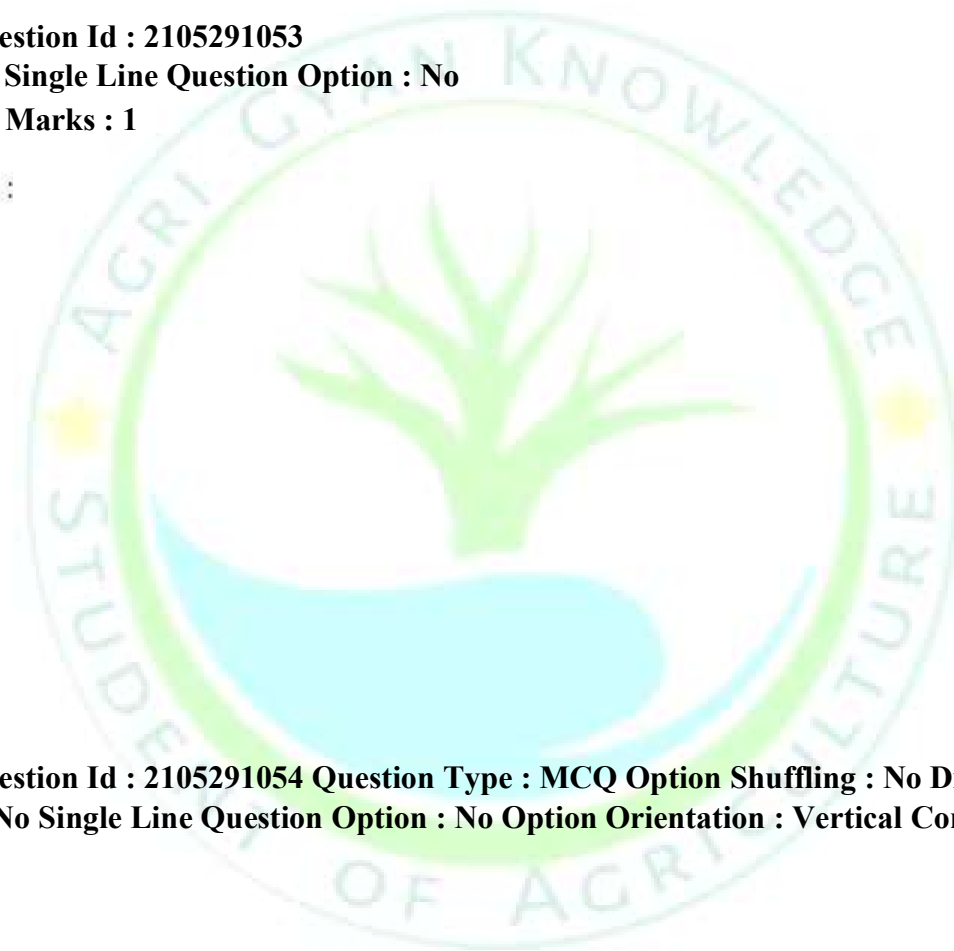 estion Id : 2105291053
Single Line Question Option : No
Marks : 1
:
AGRI GYAN KNOWLEDGE
STUDENT OF AGRICULTURE
estion Id : 2105291054 Question Type : MCQ Option Shuffling : No D
No Single Line Question Option : No Option Orientation : Vertical Co